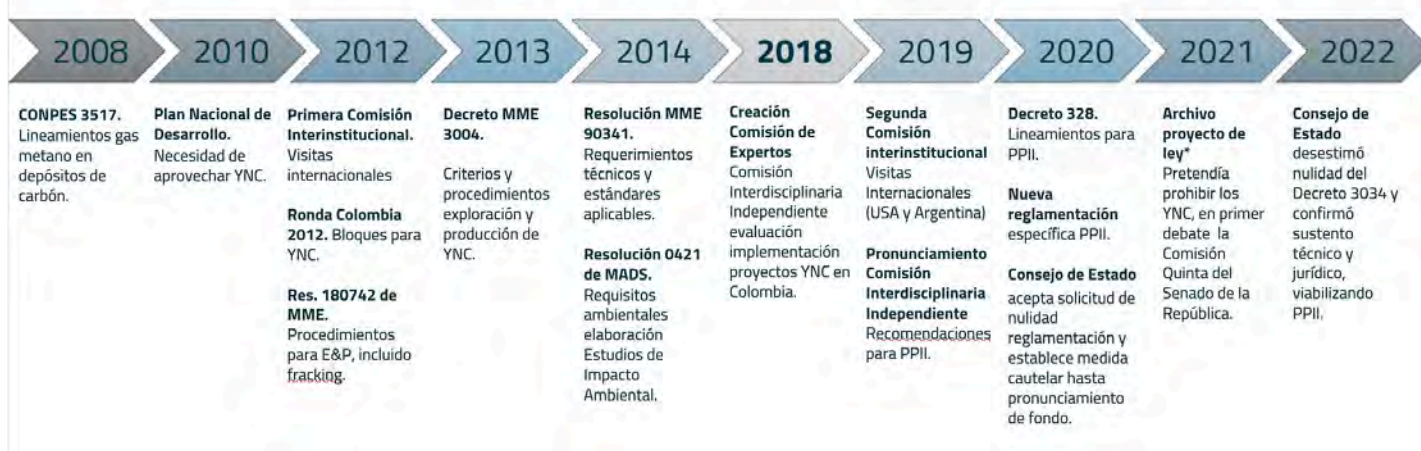 2008
2010
2012
2013
2014
2018
2019
2020
2021
2022
CONPES 3517.
Lineamientos gas
metano en
depósitos de
carbón.
Plan Nacional de
Desarrollo.
Necesidad de
aprovechar YNC.
Primera Comisión
Interinstitucional.
Visitas
internacionales
Ronda Colombia
2012. Bloques para
YNC.
Res. 180742 de
MME.
Procedimientos
para E&P, incluido
fracking.
Decreto MME
3004.
Criterios y
procedimientos
exploración y
producción de
YNC.
Resolución MME
90341.
Requerimientos
técnicos y
estándares
aplicables.
Resolución 0421
de MADS.
Requisitos
ambientales
elaboración
Estudios de
Impacto
Ambiental.
Creación
Comisión de
Expertos
Comisión
Interdisciplinaria
Independiente
evaluación
implementación
proyectos YNC en
Colombia.
Segunda
Comisión
interinstitucional
Visitas
Internacionales
(USA y Argentina)
Pronunciamiento
Comisión
Interdisciplinaria
Independiente
Recomendaciones
para PPII.
Decreto 328.
Lineamientos para
PPII.
Nueva
reglamentación
específica PPII.
Consejo de Estado
acepta solicitud de
nulidad
reglamentación y
establece medida
cautelar hasta
pronunciamiento
de fondo.
Archivo
proyecto de
ley*
Pretendía
prohibir los
YNC, en primer
debate la
Comisión
Quinta del
Senado de la
República.
Consejo de
Estado
desestimó
nulidad del
Decreto 3034 y
confirmó
sustento
técnico y
jurídico,
viabilizando
PPII.